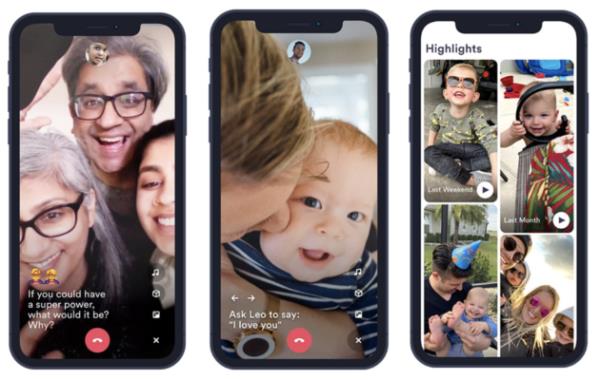 If you could have
a super power,
what would it be?
Why?
Ask Leo to say:
"I love you"
Highlights
Last Weekend
Last Month